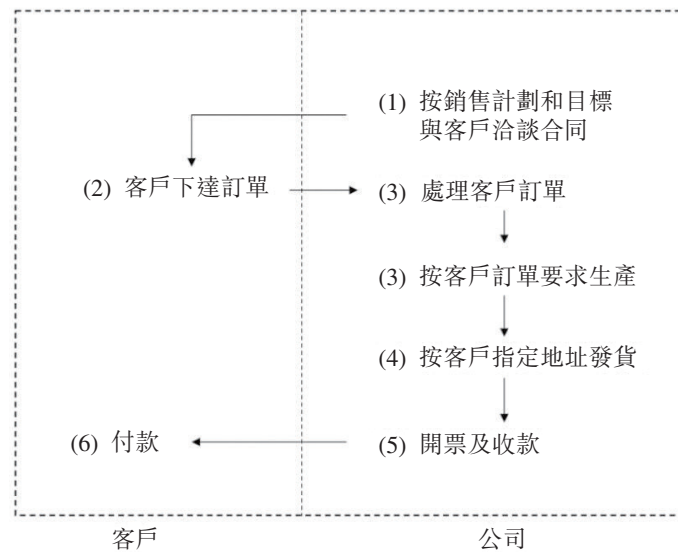 (1) 按銷售計劃和目標
與客戶洽談合同
(2) 客戶下達訂單
(3) 處理客戶訂單
(3) 按客戶訂單要求生產
(4) 按客戶指定地址發貨
(6) 付款
(5) 開票及收款
客戶
公司